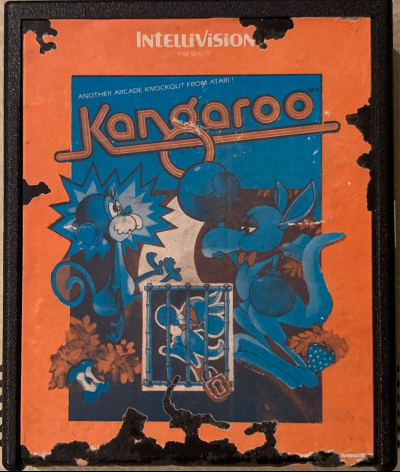 INTELLIVISION
PRESENTS
ANOTHER ARCADE KNOCKOUT FROM ATARI!
Kangaroo